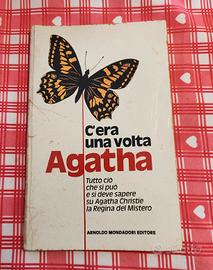 C'era
una volta
Agatha
Tutto ciò
che si può
e si deve sapere
su Agatha Christie
la Regina del Mistero
ARNOLDO MONDADORI EDITORE